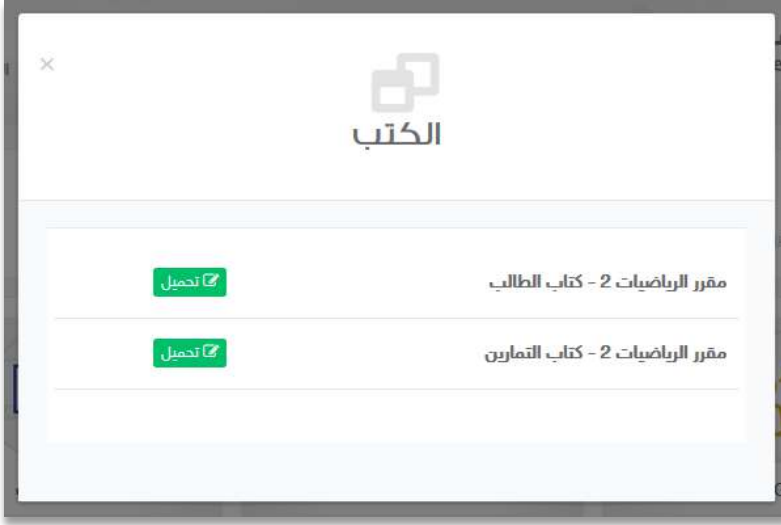 ×
الكتب
مقرر الرياضيات 2 - كتاب الطالب تحميل
مقرر الرياضيات 2 - كتاب التمارين تحميل